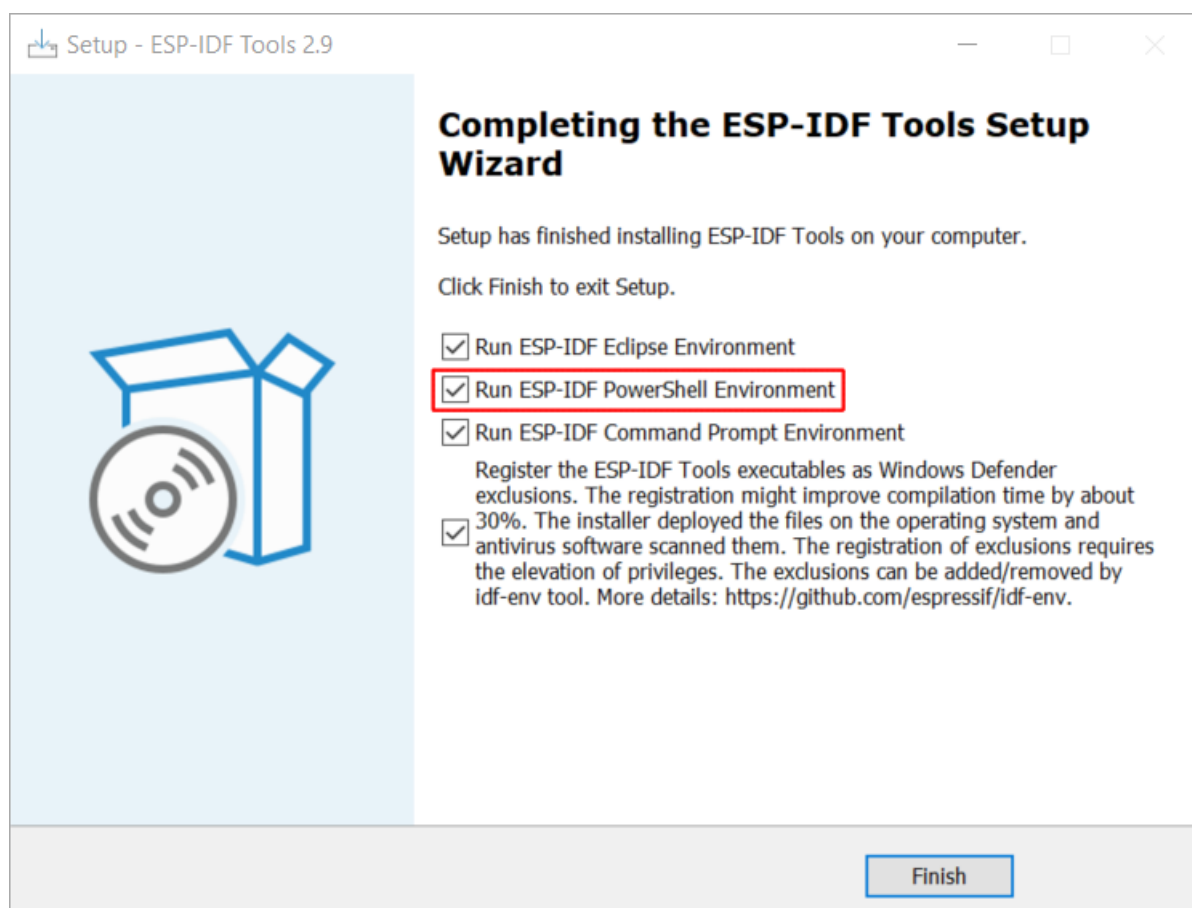 Setup - ESP-IDF Tools 2.9
Completing the ESP-IDF Tools Setup
Wizard
Setup has finished installing ESP-IDF Tools on your computer.
Click Finish to exit Setup.
Run ESP-IDF Eclipse Environment
Run ESP-IDF PowerShell Environment
Run ESP-IDF Command Prompt Environment
Register the ESP-IDF Tools executables as Windows Defender
exclusions. The registration might improve compilation time by about
30%. The installer deployed the files on the operating system and
antivirus software scanned them. The registration of exclusions requires
the elevation of privileges. The exclusions can be added/removed by
idf-env tool. More details: https://github.com/espressif/idf-env.
Finish